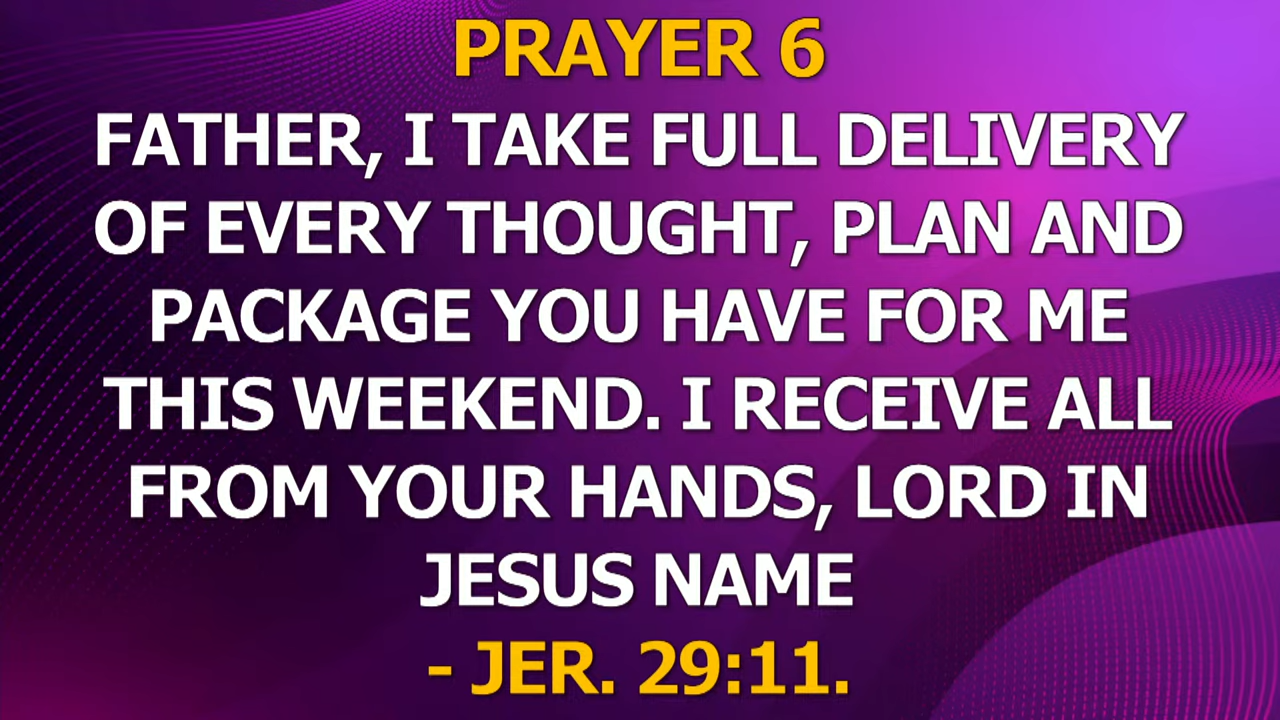 PRAYER 6
FATHER, I TAKE FULL DELIVERY
OF EVERY THOUGHT, PLAN AND
PACKAGE YOU HAVE FOR ME
THIS WEEKEND. I RECEIVE ALL
FROM YOUR HANDS, LORD IN
JESUS NAME
- JER. 29:11.